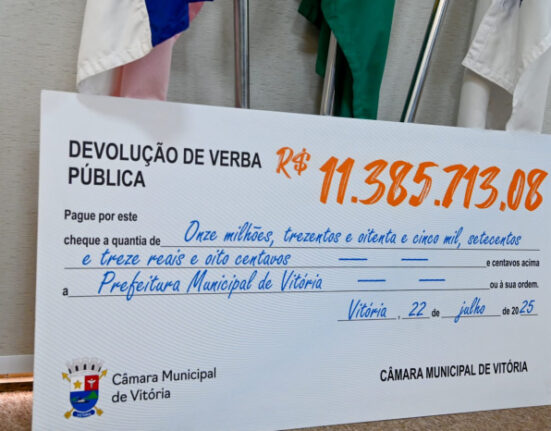 DEVOLUÇÃO DE VERBA
PÚBLICA
R$ 11.385.713,08
Pague por este
cheque a quantia de Onze milhões, trezentos e oitenta e cinco mil, setecentos
e treze reais e oito centavos — — e centavos acima
a Prefeitura Municipal de Vitória — — ou à sua ordem.
Vitória, 22 de julho de 2025
Câmara Municipal
de Vitória
CÂMARA MUNICIPAL DE VITÓRIA